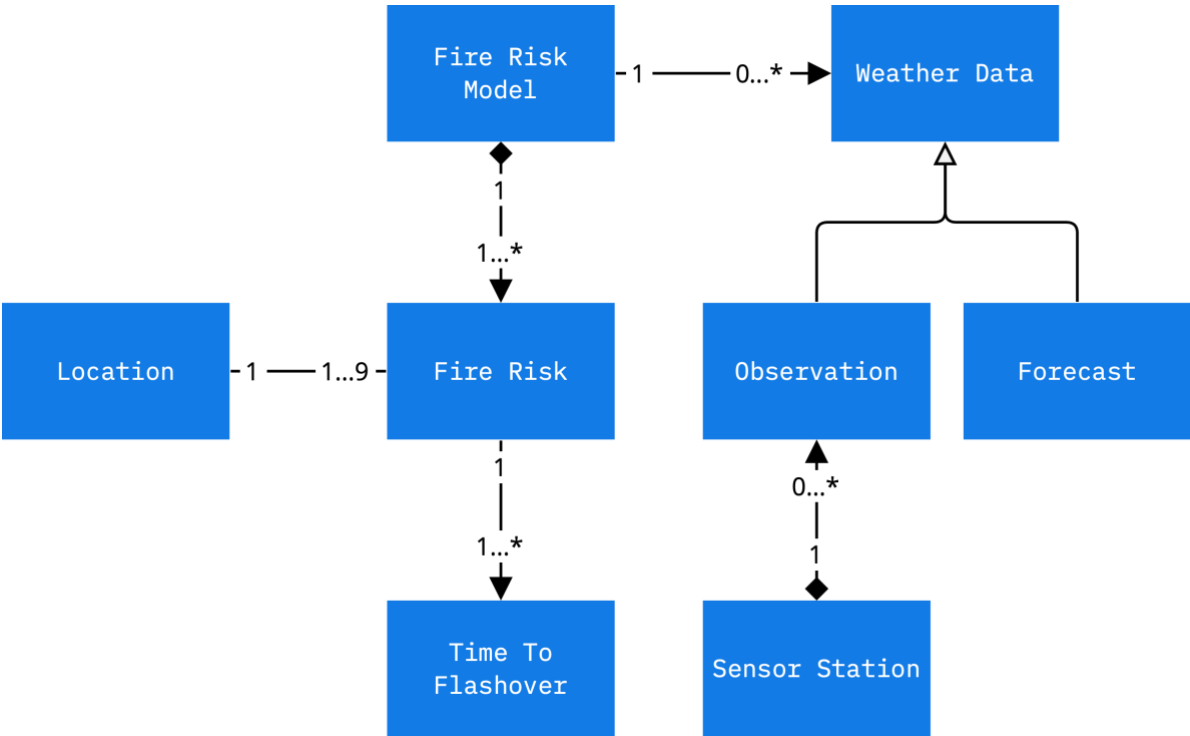 Fire Risk
Model
1
0...*
Weather Data
1
1...*
Location
1
1...9
Fire Risk
Observation
Forecast
1
0...*
1...*
1
Time To
Flashover
Sensor Station